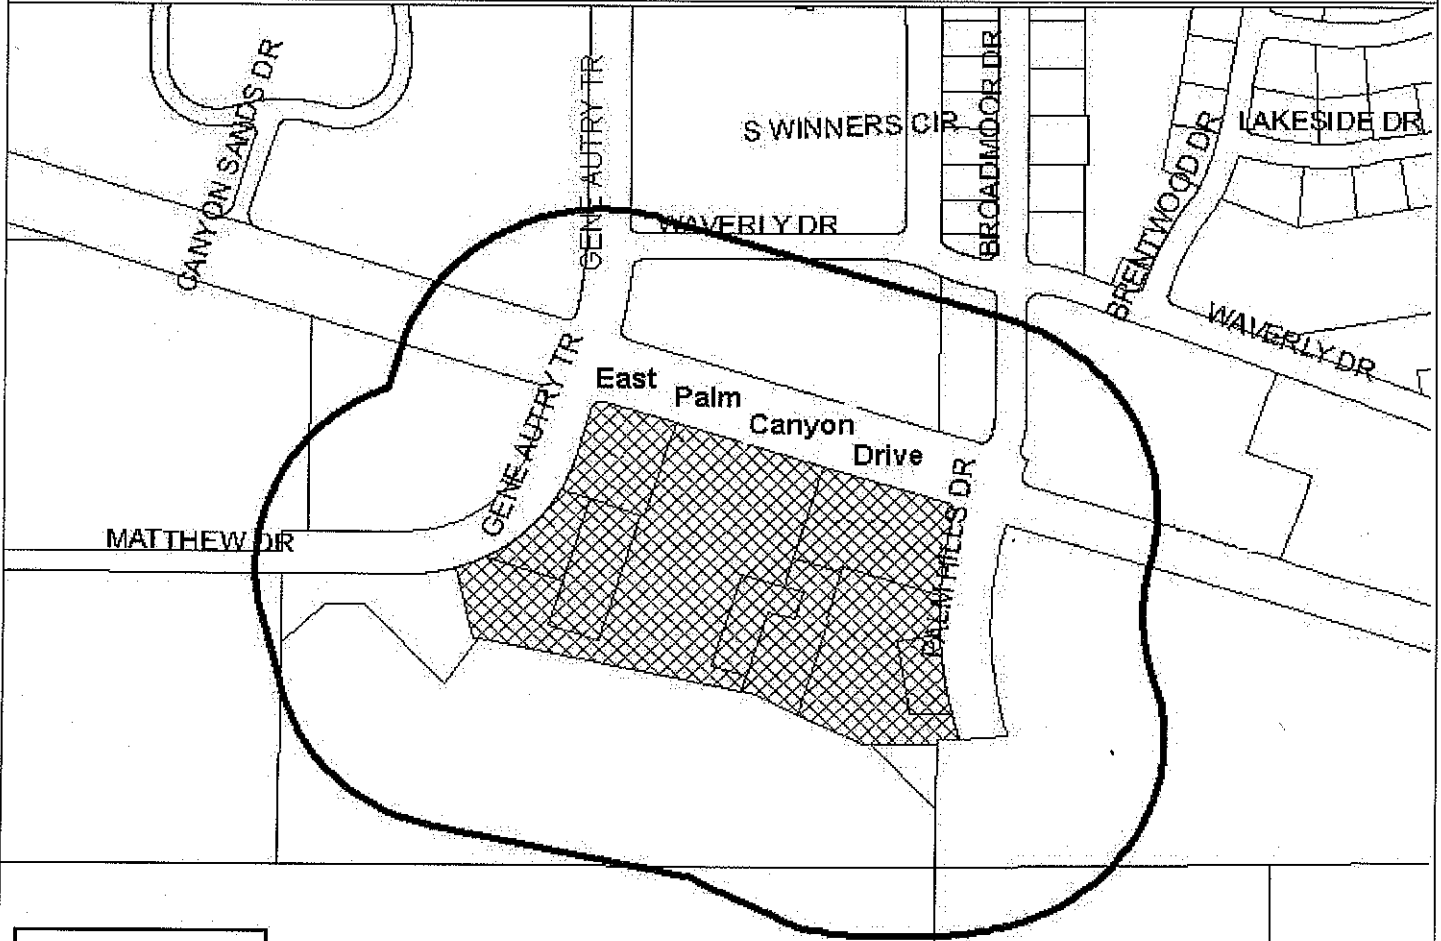 CANYON SANDS DR
GENE AUTRY TR
S WINNERS CIR
BROADMOOR DR
LAKESIDE DR
BRENTWOOD DR
WAVERLY DR
WAVERLY DR
GENE AUTRY TR
East Palm Canyon Drive
MATTHEW DR
PALM HILLS DR